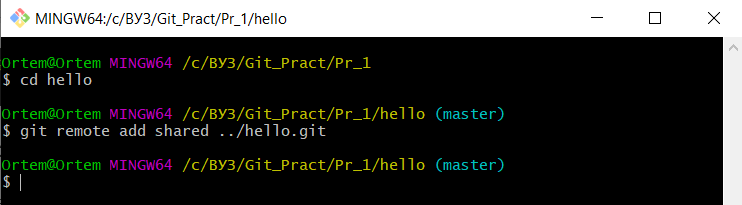 MINGW64:/c/ВУЗ/Git_Pract/Pr_1/hello
Ortem@Ortem MINGW64 /c/ВУЗ/Git_Pract/Pr_1
$ cd hello
Ortem@Ortem MINGW64 /c/ВУЗ/Git_Pract/Pr_1/hello (master)
$ git remote add shared ../hello.git
Ortem@Ortem MINGW64 /c/ВУЗ/Git_Pract/Pr_1/hello (master)
$